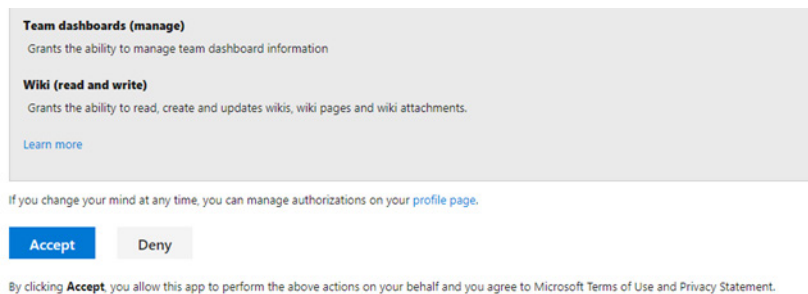 Team dashboards (manage)
Grants the ability to manage team dashboard information
Wiki (read and write)
Grants the ability to read, create and updates wikis, wiki pages and wiki attachments.
Learn more
If you change your mind at any time, you can manage authorizations on your profile page.
Accept Deny
By clicking Accept, you allow this app to perform the above actions on your behalf and you agree to Microsoft Terms of Use and Privacy Statement.